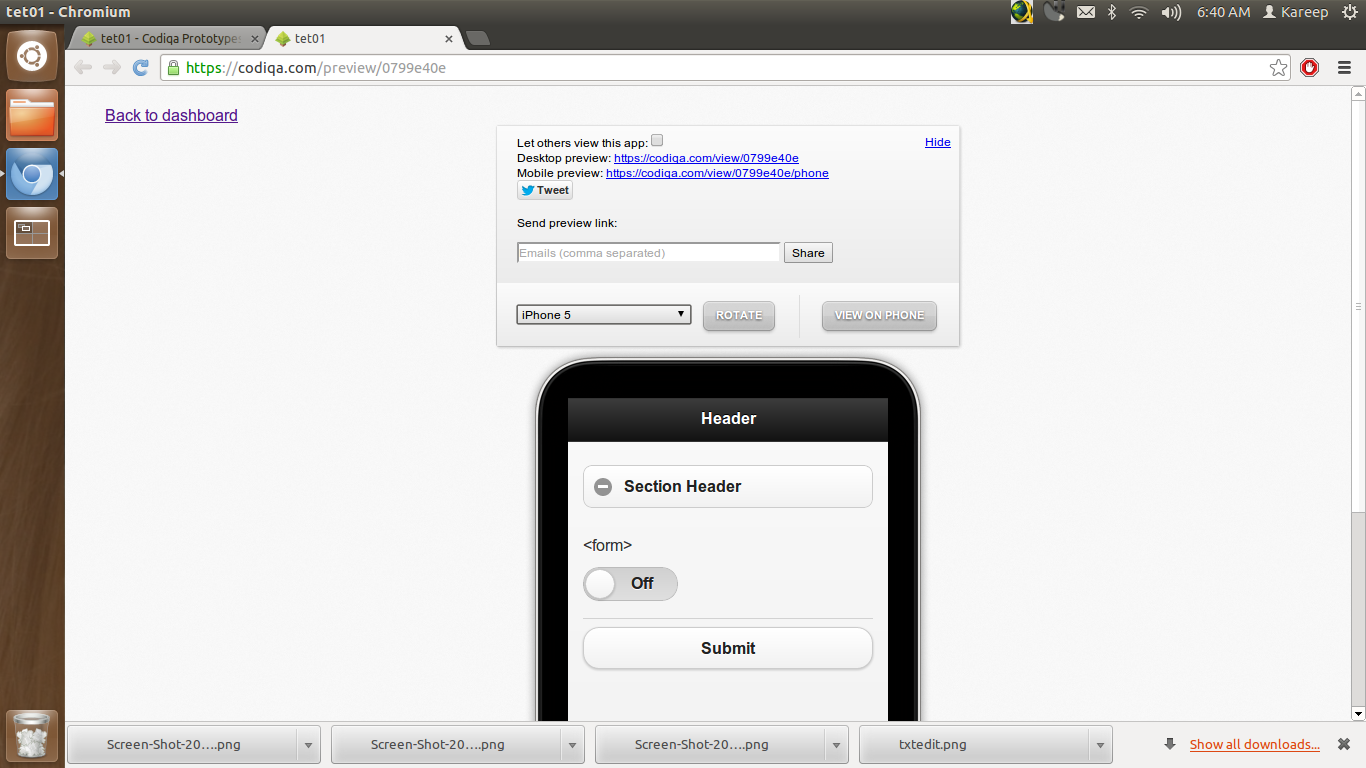 tet01 - Chromium
6:40 AM Kareep
tet01 - Codiqa Prototypes
tet01
https://codiqa.com/preview/0799e40e
Back to dashboard
Let others view this app:
Hide
Desktop preview: https://codiqa.com/view/0799e40e
Mobile preview: https://codiqa.com/view/0799e40e/phone
Tweet
Send preview link:
Emails (comma separated) Share
iPhone 5 ROTATE VIEW ON PHONE
Header
Section Header
<form>
Off
Submit
Screen-Shot-20....png Screen-Shot-20....png Screen-Shot-20....png txtedit.png Show all downloads...